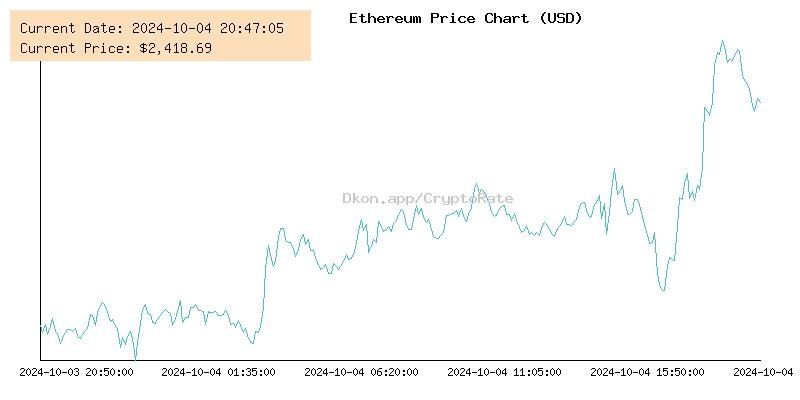 Ethereum Price Chart (USD)
Current Date: 2024-10-04 20:47:05
Current Price: $2,418.69
Dkon.app/CryptoRate
2024-10-03 20:50:00 2024-10-04 01:35:00 2024-10-04 06:20:00 2024-10-04 11:05:00 2024-10-04 15:50:00 2024-10-04